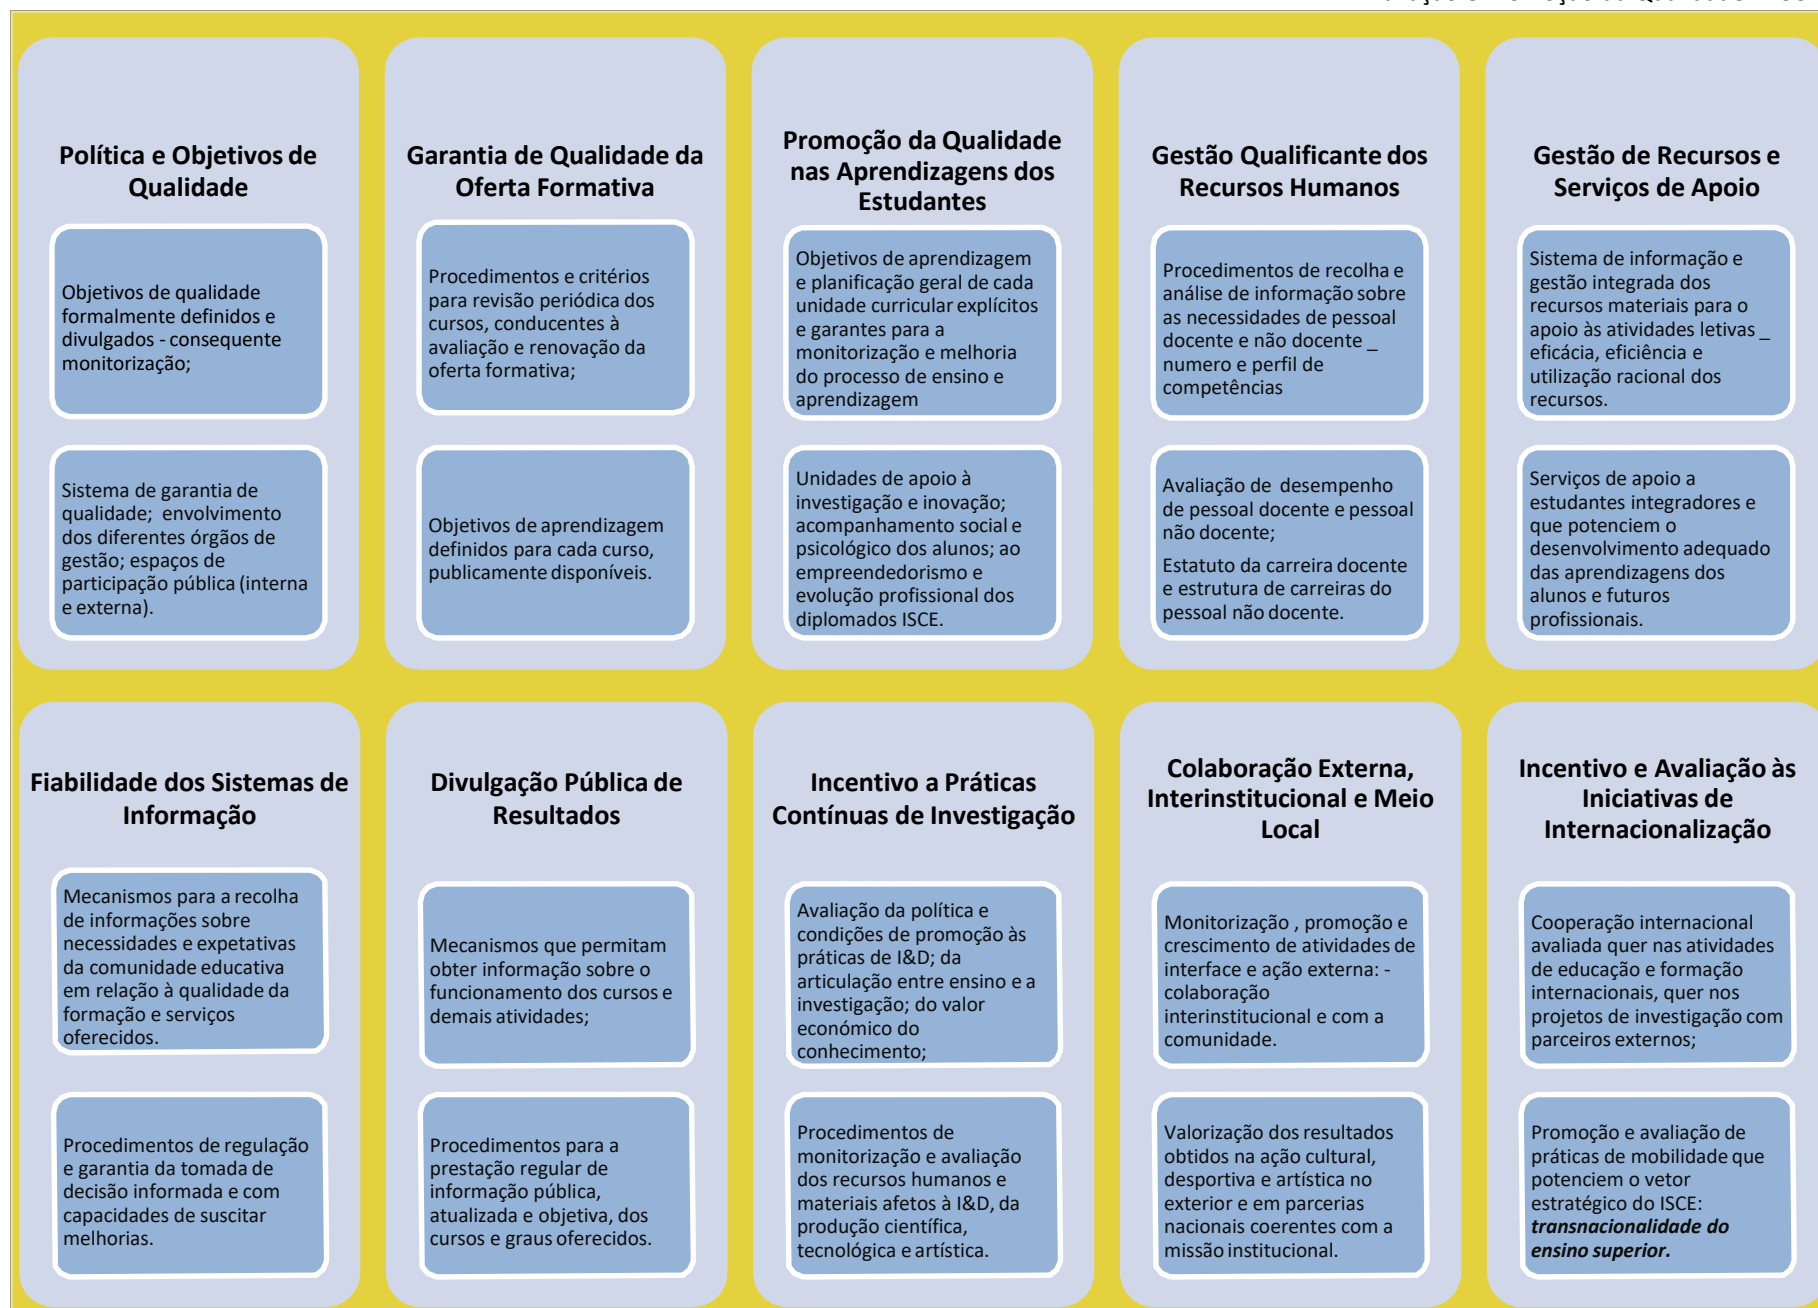 Política e Objetivos de
Qualidade
Objetivos de qualidade
formalmente definidos e
divulgados - consequente
monitorização;
Sistema de garantia de
qualidade; envolvimento
dos diferentes órgãos de
gestão; espaços de
participação pública (interna
e externa).
Garantia de Qualidade da
Oferta Formativa
Procedimentos e critérios
para revisão periódica dos
cursos, conducentes à
avaliação e renovação da
oferta formativa;
Objetivos de aprendizagem
definidos para cada curso,
publicamente disponíveis.
Promoção da Qualidade
nas Aprendizagens dos
Estudantes
Objetivos de aprendizagem
e planificação geral de cada
unidade curricular explícitos
e garantes para a
monitorização e melhoria
do processo de ensino e
aprendizagem
Unidades de apoio à
investigação e inovação;
acompanhamento social e
psicológico dos alunos; ao
empreendedorismo e
evolução profissional dos
diplomados ISCE.
Gestão Qualificante dos
Recursos Humanos
Procedimentos de recolha e
análise de informação sobre
as necessidades de pessoal
docente e não docente _
numero e perfil de
competências
Avaliação de desempenho
de pessoal docente e pessoal
não docente;
Estatuto da carreira docente
e estrutura de carreiras do
pessoal não docente.
Gestão de Recursos e
Serviços de Apoio
Sistema de informação e
gestão integrada dos
recursos materiais para o
apoio às atividades letivas _
eficácia, eficiência e
utilização racional dos
recursos.
Serviços de apoio a
estudantes integradores e
que potenciem o
desenvolvimento adequado
das aprendizagens dos
alunos e futuros
profissionais.
Fiabilidade dos Sistemas de
Informação
Mecanismos para a recolha
de informações sobre
necessidades e expetativas
da comunidade educativa
em relação à qualidade da
formação e serviços
oferecidos.
Procedimentos de regulação
e garantia da tomada de
decisão informada e com
capacidades de suscitar
melhorias.
Divulgação Pública de
Resultados
Mecanismos que permitam
obter informação sobre o
funcionamento dos cursos e
demais atividades;
Procedimentos para a
prestação regular de
informação pública,
atualizada e objetiva, dos
cursos e graus oferecidos.
Incentivo a Práticas
Contínuas de Investigação
Avaliação da política e
condições de promoção às
práticas de I&D; da
articulação entre ensino e a
investigação; do valor
económico do
conhecimento;
Procedimentos de
monitorização e avaliação
dos recursos humanos e
materiais afetos à I&D, da
produção científica,
tecnológica e artística.
Colaboração Externa,
Interinstitucional e Meio
Local
Monitorização , promoção e
crescimento de atividades de
interface e ação externa: -
colaboração
interinstitucional e com a
comunidade.
Valorização dos resultados
obtidos na ação cultural,
desportiva e artística no
exterior e em parcerias
nacionais coerentes com a
missão institucional.
Incentivo e Avaliação às
Iniciativas de
Internacionalização
Cooperação internacional
avaliada quer nas atividades
de educação e formação
internacionais, quer nos
projetos de investigação com
parceiros externos;
Promoção e avaliação de
práticas de mobilidade que
potenciem o vetor
estratégico do ISCE:
transnacionalidade do
ensino superior.